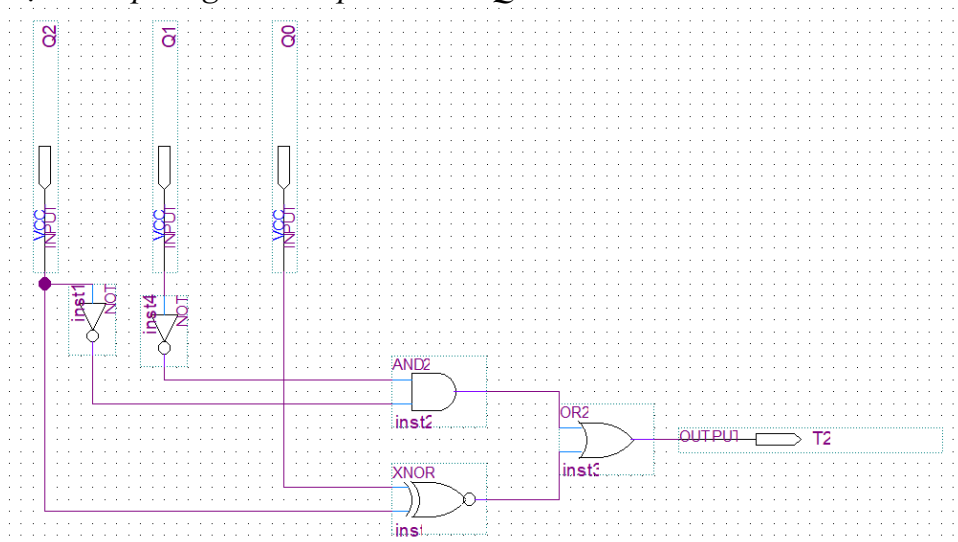 Q2
Q1
Q0
VCC
INPUT
VCC
INPUT
VCC
INPUT
inst1
NOT
inst4
NOT
AND2
inst2
OR2
inst3
OUTPUT
T2
XNOR
inst